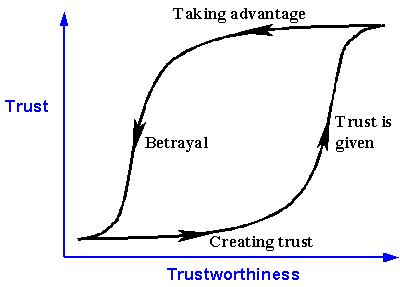 Taking advantage
Trust
Betrayal
Trust is
given
Creating trust
Trustworthiness